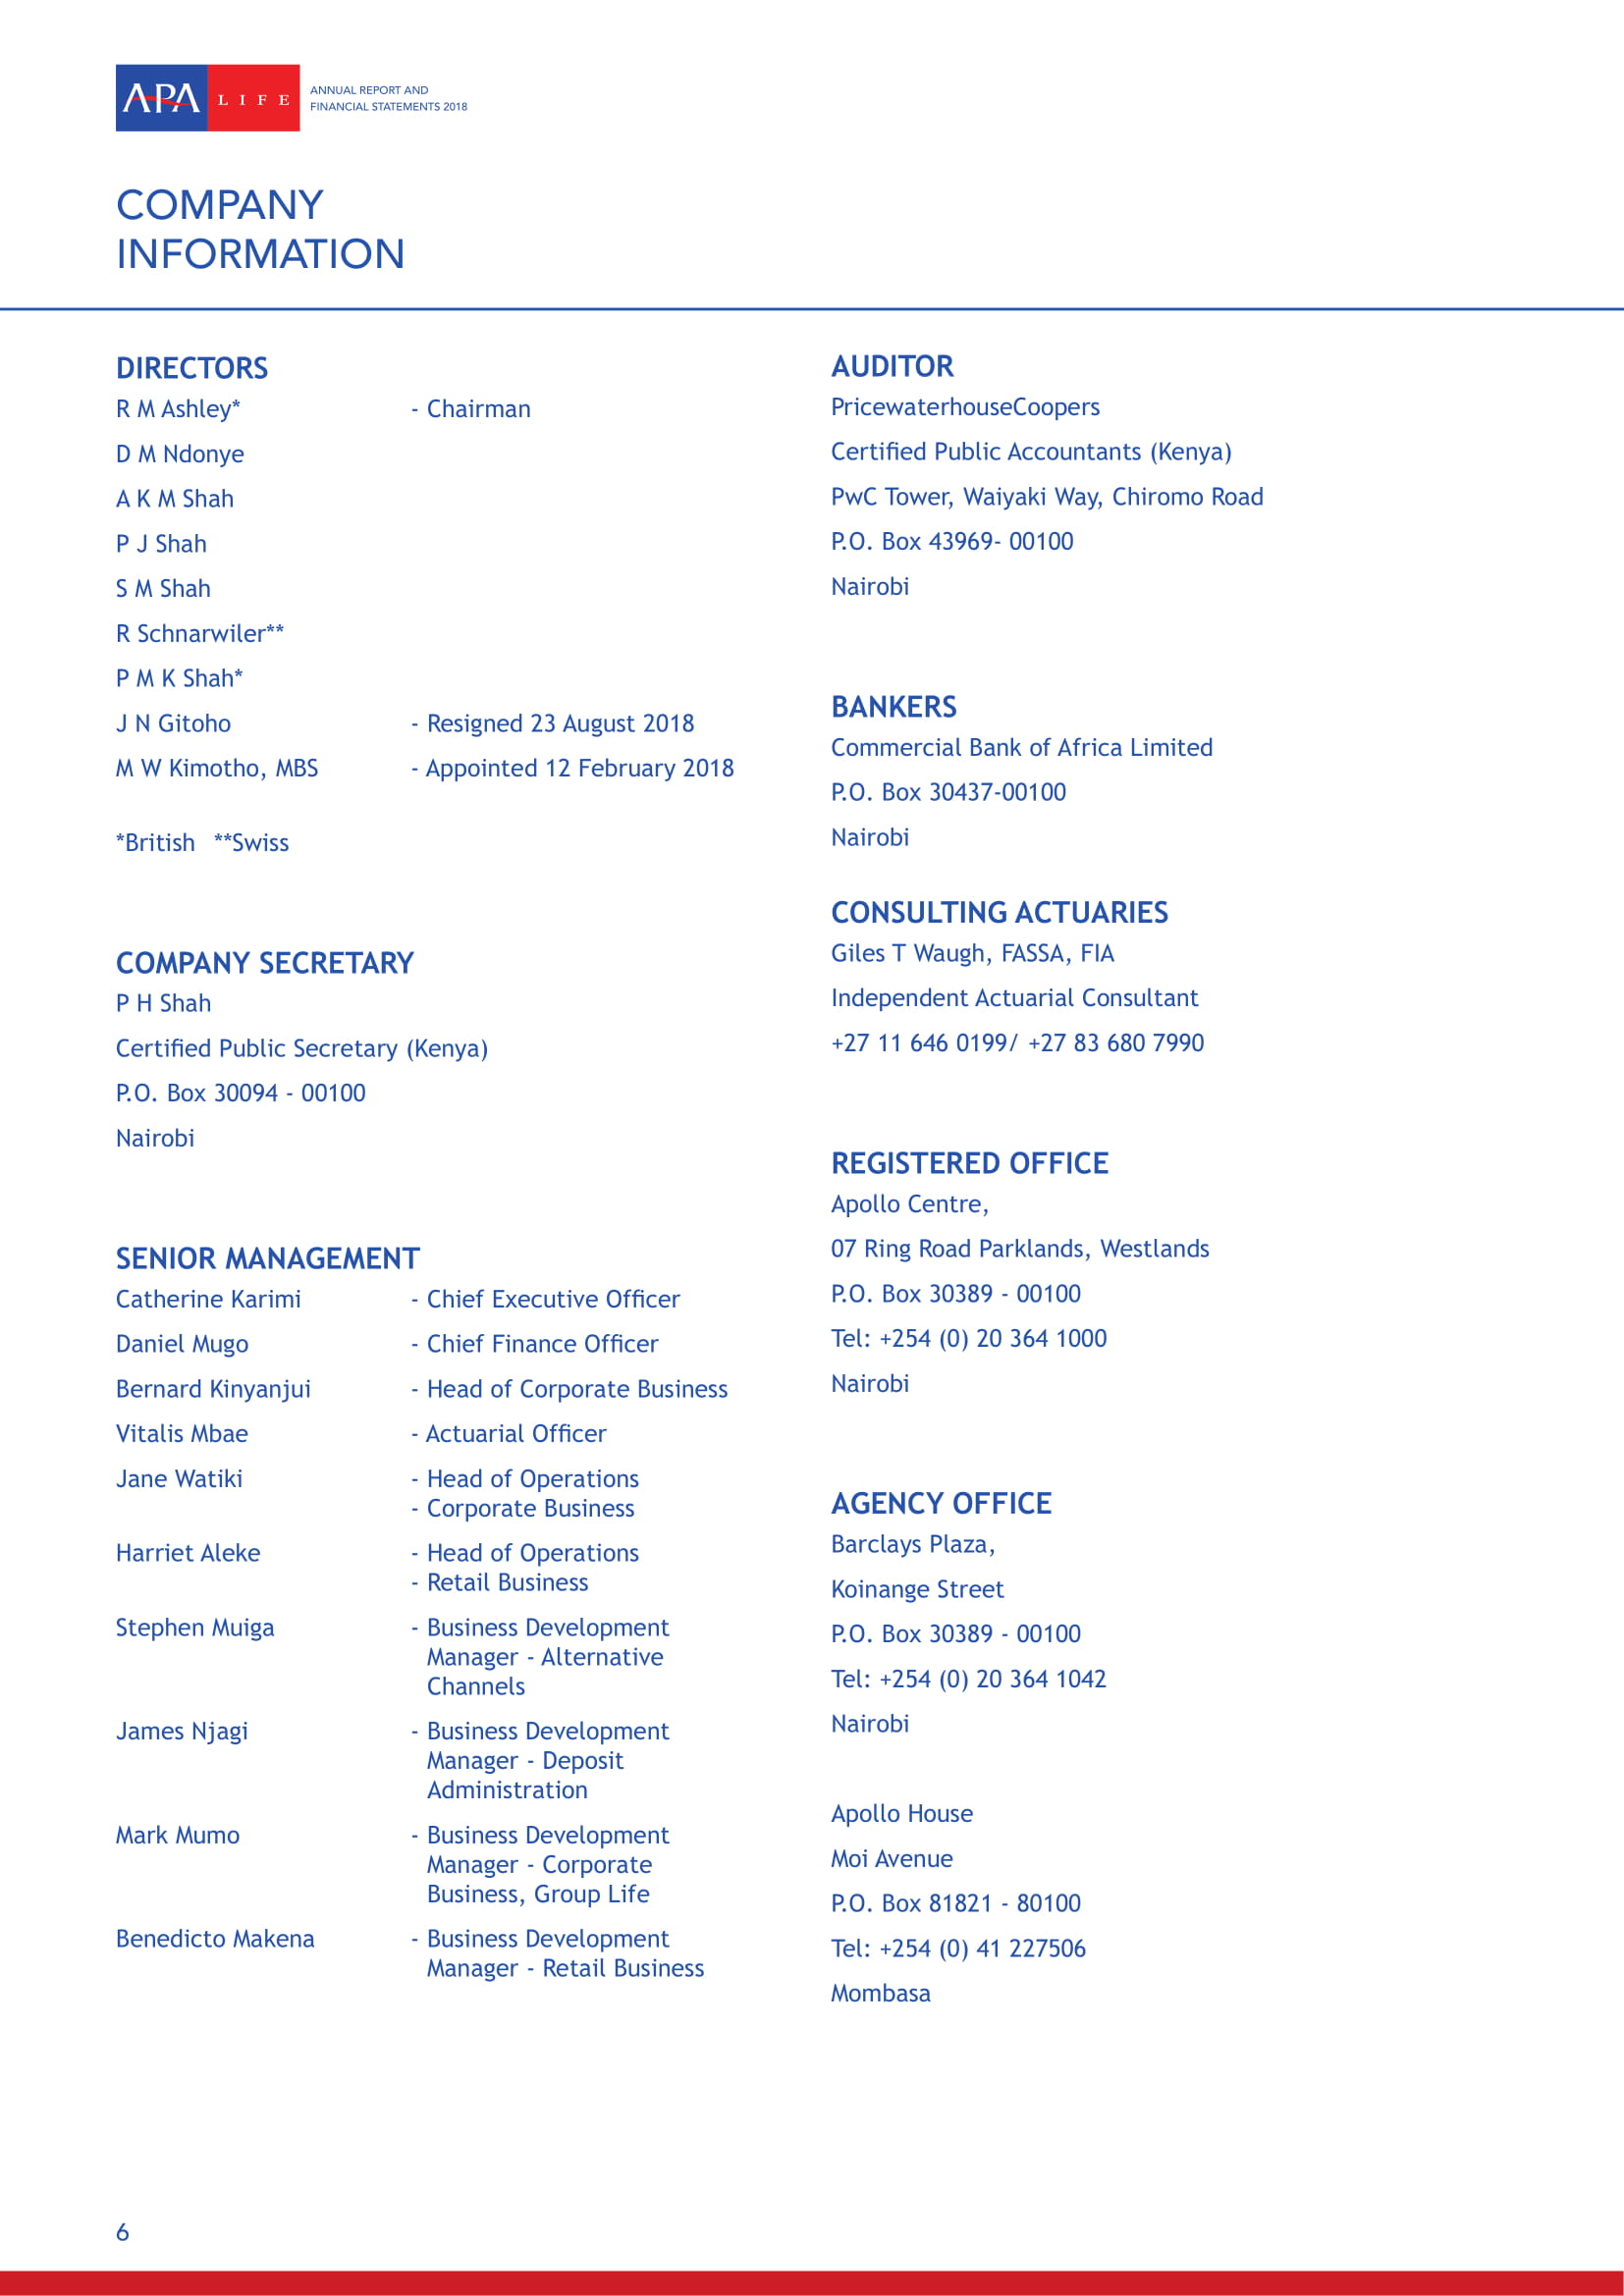 APA LIFE
ANNUAL REPORT AND
FINANCIAL STATEMENTS 2018
COMPANY
INFORMATION
DIRECTORS
R M Ashley* - Chairman
D M Ndonye
A K M Shah
P J Shah
S M Shah
R Schnarwiler**
P M K Shah*
J N Gitoho - Resigned 23 August 2018
M W Kimotho, MBS - Appointed 12 February 2018
*British **Swiss
COMPANY SECRETARY
P H Shah
Certified Public Secretary (Kenya)
P.O. Box 30094 - 00100
Nairobi
SENIOR MANAGEMENT
Catherine Karimi - Chief Executive Officer
Daniel Mugo - Chief Finance Officer
Bernard Kinyanjui - Head of Corporate Business
Vitalis Mbae - Actuarial Officer
Jane Watiki - Head of Operations
- Corporate Business
Harriet Aleke - Head of Operations
- Retail Business
Stephen Muiga - Business Development
Manager - Alternative
Channels
James Njagi - Business Development
Manager - Deposit
Administration
Mark Mumo - Business Development
Manager - Corporate
Business, Group Life
Benedicto Makena - Business Development
Manager - Retail Business
AUDITOR
PricewaterhouseCoopers
Certified Public Accountants (Kenya)
PwC Tower, Waiyaki Way, Chiromo Road
P.O. Box 43969- 00100
Nairobi
BANKERS
Commercial Bank of Africa Limited
P.O. Box 30437-00100
Nairobi
CONSULTING ACTUARIES
Giles T Waugh, FASSA, FIA
Independent Actuarial Consultant
+27 11 646 0199/ +27 83 680 7990
REGISTERED OFFICE
Apollo Centre,
07 Ring Road Parklands, Westlands
P.O. Box 30389 - 00100
Tel: +254 (0) 20 364 1000
Nairobi
AGENCY OFFICE
Barclays Plaza,
Koinange Street
P.O. Box 30389 - 00100
Tel: +254 (0) 20 364 1042
Nairobi
Apollo House
Moi Avenue
P.O. Box 81821 - 80100
Tel: +254 (0) 41 227506
Mombasa
6